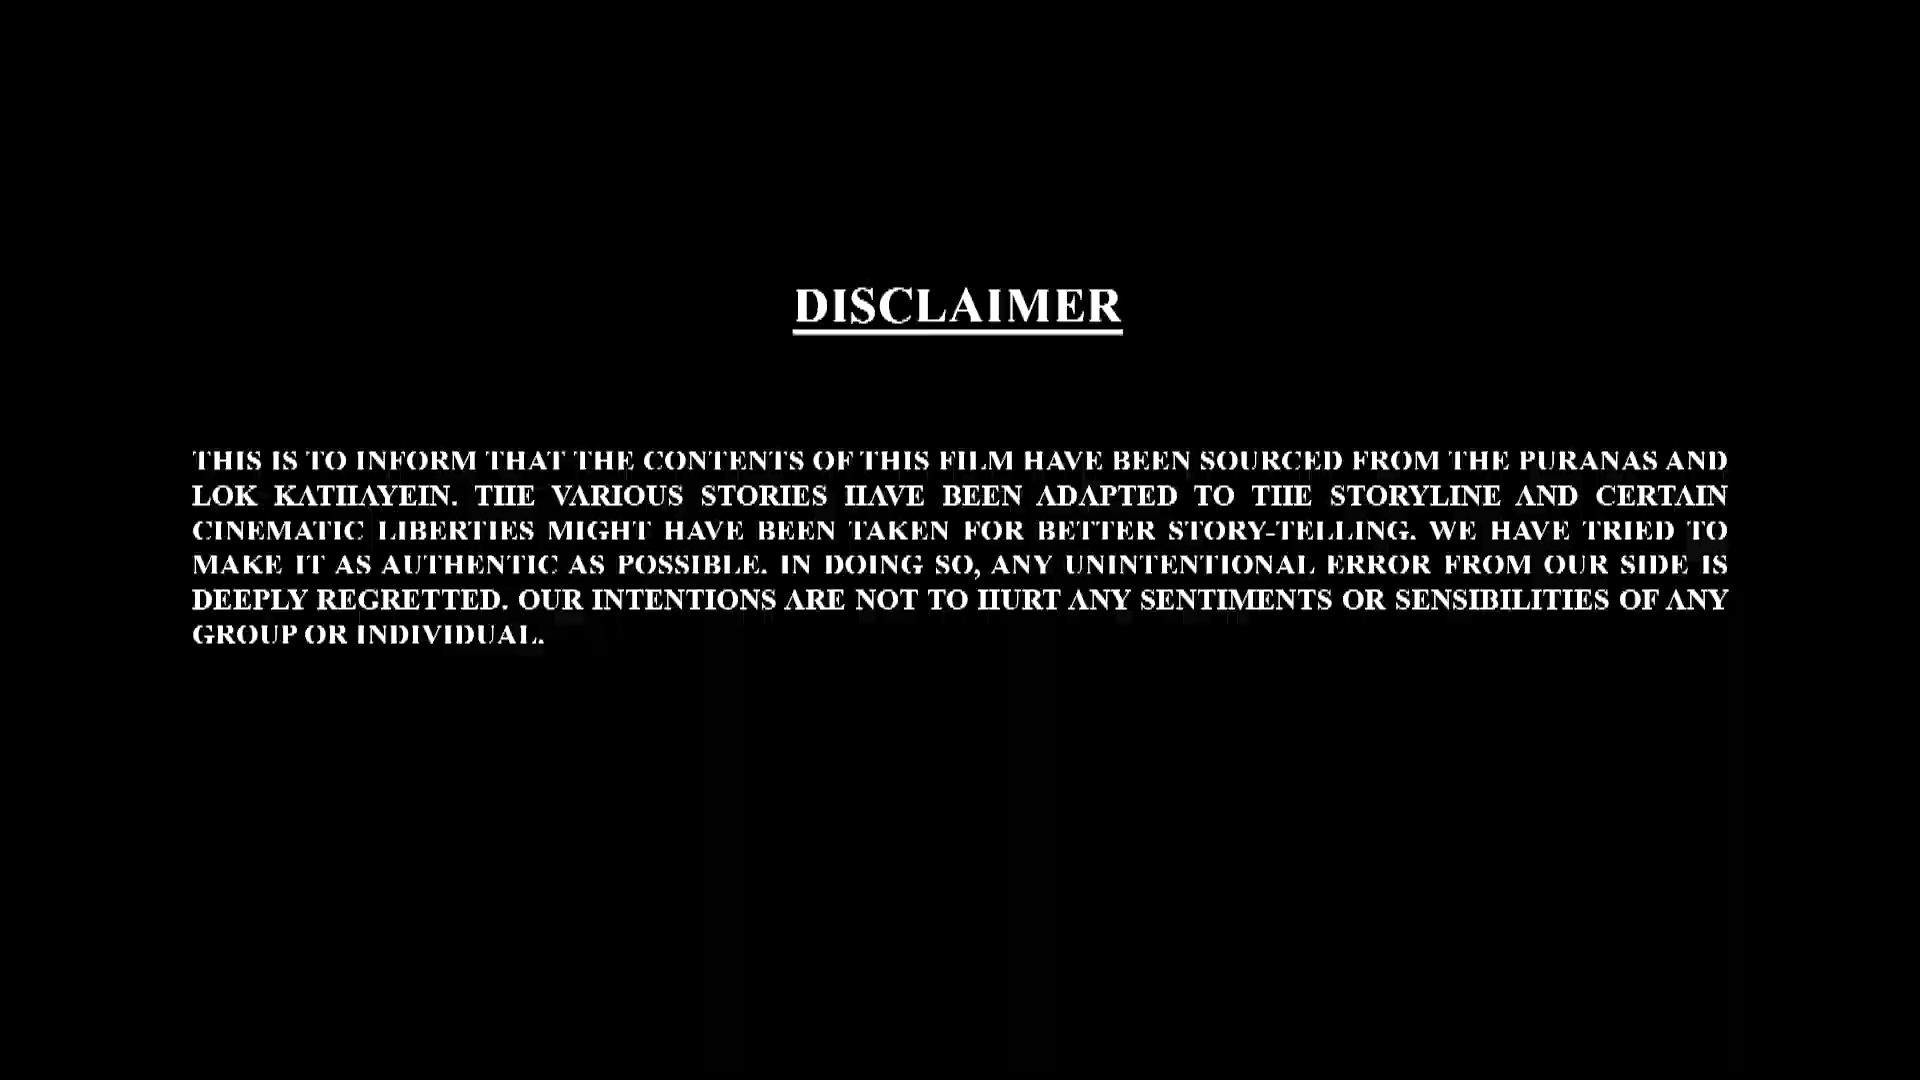 DISCLAIMER
THIS IS TO INFORM THAT THE CONTENTS OF THIS FILM HAVE BEEN SOURCED FROM THE PURANAS AND
LOK KATHAYEIN. THE VARIOUS STORIES HAVE BEEN ADAPTED TO THE STORYLINE AND CERTAIN
CINEMATIC LIBERTIES MIGHT HAVE BEEN TAKEN FOR BETTER STORY-TELLING. WE HAVE TRIED TO
MAKE IT AS AUTHENTIC AS POSSIBLE. IN DOING SO, ANY UNINTENTIONAL ERROR FROM OUR SIDE IS
DEEPLY REGRETTED. OUR INTENTIONS ARE NOT TO HURT ANY SENTIMENTS OR SENSIBILITIES OF ANY
GROUP OR INDIVIDUAL.